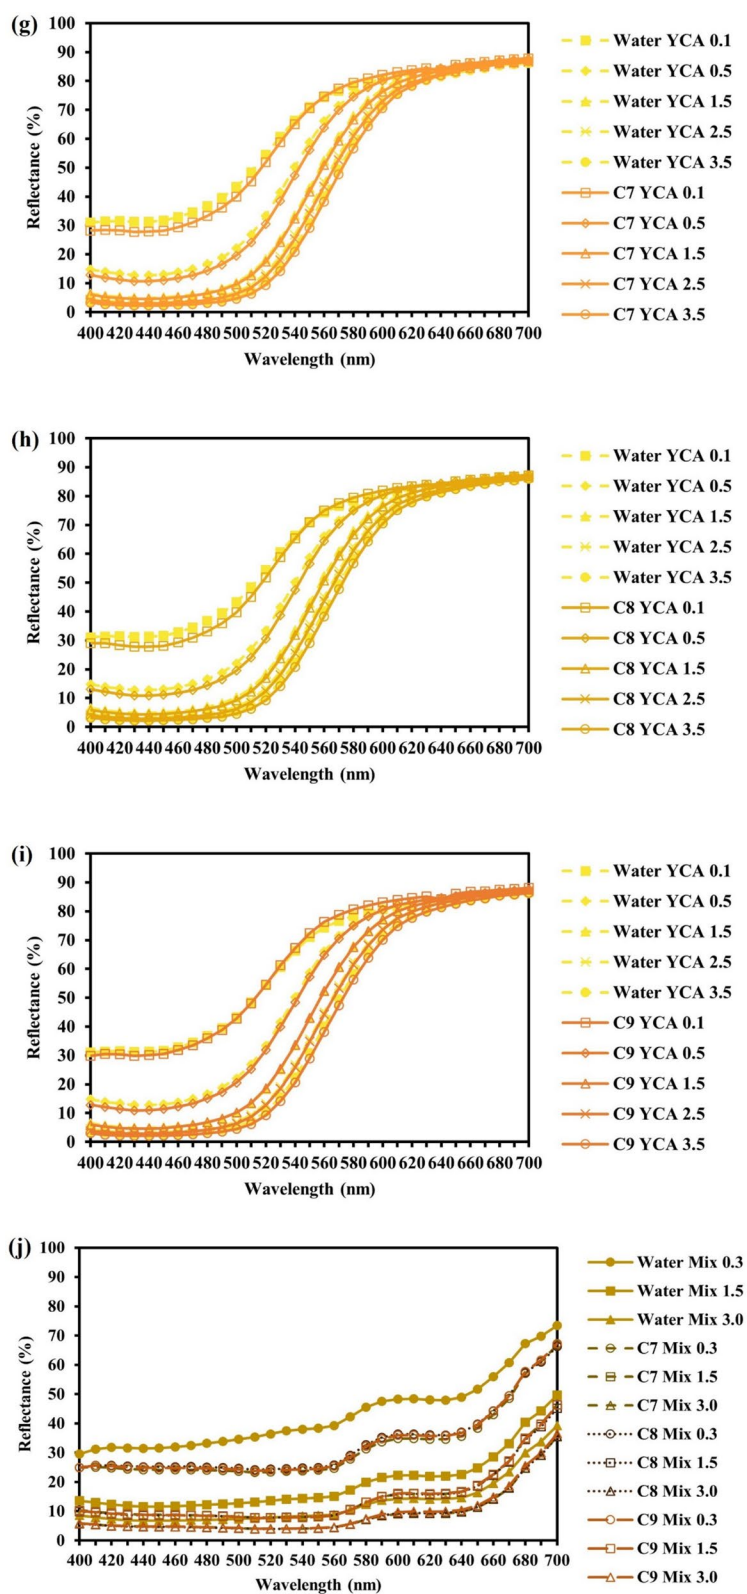 (g)
100
90
80
70
60
50
40
30
20
10
0
Reflectance (%)
400 420 440 460 480 500 520 540 560 580 600 620 640 660 680 700
Wavelength (nm)
Water YCA 0.1
Water YCA 0.5
Water YCA 1.5
Water YCA 2.5
Water YCA 3.5
C7 YCA 0.1
C7 YCA 0.5
C7 YCA 1.5
C7 YCA 2.5
C7 YCA 3.5
(h)
100
90
80
70
60
50
40
30
20
10
0
Reflectance (%)
400 420 440 460 480 500 520 540 560 580 600 620 640 660 680 700
Wavelength (nm)
Water YCA 0.1
Water YCA 0.5
Water YCA 1.5
Water YCA 2.5
Water YCA 3.5
C8 YCA 0.1
C8 YCA 0.5
C8 YCA 1.5
C8 YCA 2.5
C8 YCA 3.5
(i)
100
90
80
70
60
50
40
30
20
10
0
Reflectance (%)
400 420 440 460 480 500 520 540 560 580 600 620 640 660 680 700
Wavelength (nm)
Water YCA 0.1
Water YCA 0.5
Water YCA 1.5
Water YCA 2.5
Water YCA 3.5
C9 YCA 0.1
C9 YCA 0.5
C9 YCA 1.5
C9 YCA 2.5
C9 YCA 3.5
(j)
100
90
80
70
60
50
40
30
20
10
0
Reflectance (%)
400 420 440 460 480 500 520 540 560 580 600 620 640 660 680 700
Wavelength (nm)
Water Mix 0.3
Water Mix 1.5
Water Mix 3.0
C7 Mix 0.3
C7 Mix 1.5
C7 Mix 3.0
C8 Mix 0.3
C8 Mix 1.5
C8 Mix 3.0
C9 Mix 0.3
C9 Mix 1.5
C9 Mix 3.0